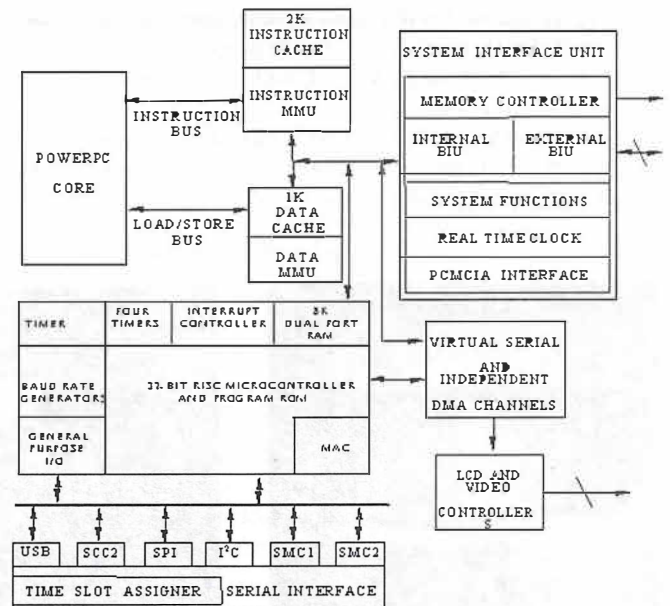 2K
INSTRUCTION
CACHE
INSTRUCTION
MMU
SYSTEM INTERFACE UNIT
MEMORY CONTROLLER
INTERNAL
BIU
EXTERNAL
BIU
SYSTEM FUNCTIONS
REAL TIME CLOCK
PCMCIA INTERFACE
POWERPC
CORE
INSTRUCTION
BUS
LOAD/STORE
BUS
1K
DATA
CACHE
DATA
MMU
TIMER
FOUR
TIMERS
INTERRUPT
CONTROLLER
8K
DUAL PORT
RAM
BAUD RATE
GENERATORS
32-BIT RISC MICROCONTROLLER
AND PROGRAM ROM
GENERAL
PURPOSE
I/O
MAC
VIRTUAL SERIAL
AND
INDEPENDENT
DMA CHANNELS
LCD AND
VIDEO
CONTROLLER
S
USB
SCC2
SPI
I²C
SMC1
SMC2
TIME SLOT ASSIGNER
SERIAL INTERFACE